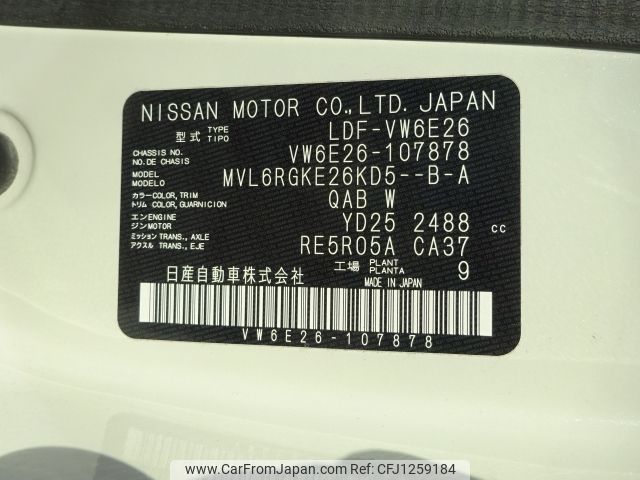 NISSAN MOTOR CO.,LTD. JAPAN
型式 TYPE TIPO LDF-VW6E26
CHASSIS NO. NO.DE CHASIS VW6E26-107878
MODEL MODELO MVL6RGKE26KD5--B-A
カラー COLOR, TRIM トリム COLOR, GUARNICION QAB W
エンジン ENGINE MOTOR YD25 2488 cc
ミッション TRANS., AXLE アクスル TRANS., EJE RE5R05A CA37
工場 PLANT PLANTA 9
日産自動車株式会社 MADE IN JAPAN
VW6E26-107878
www.CarFromJapan.com Car Ref No. CFJ1259184